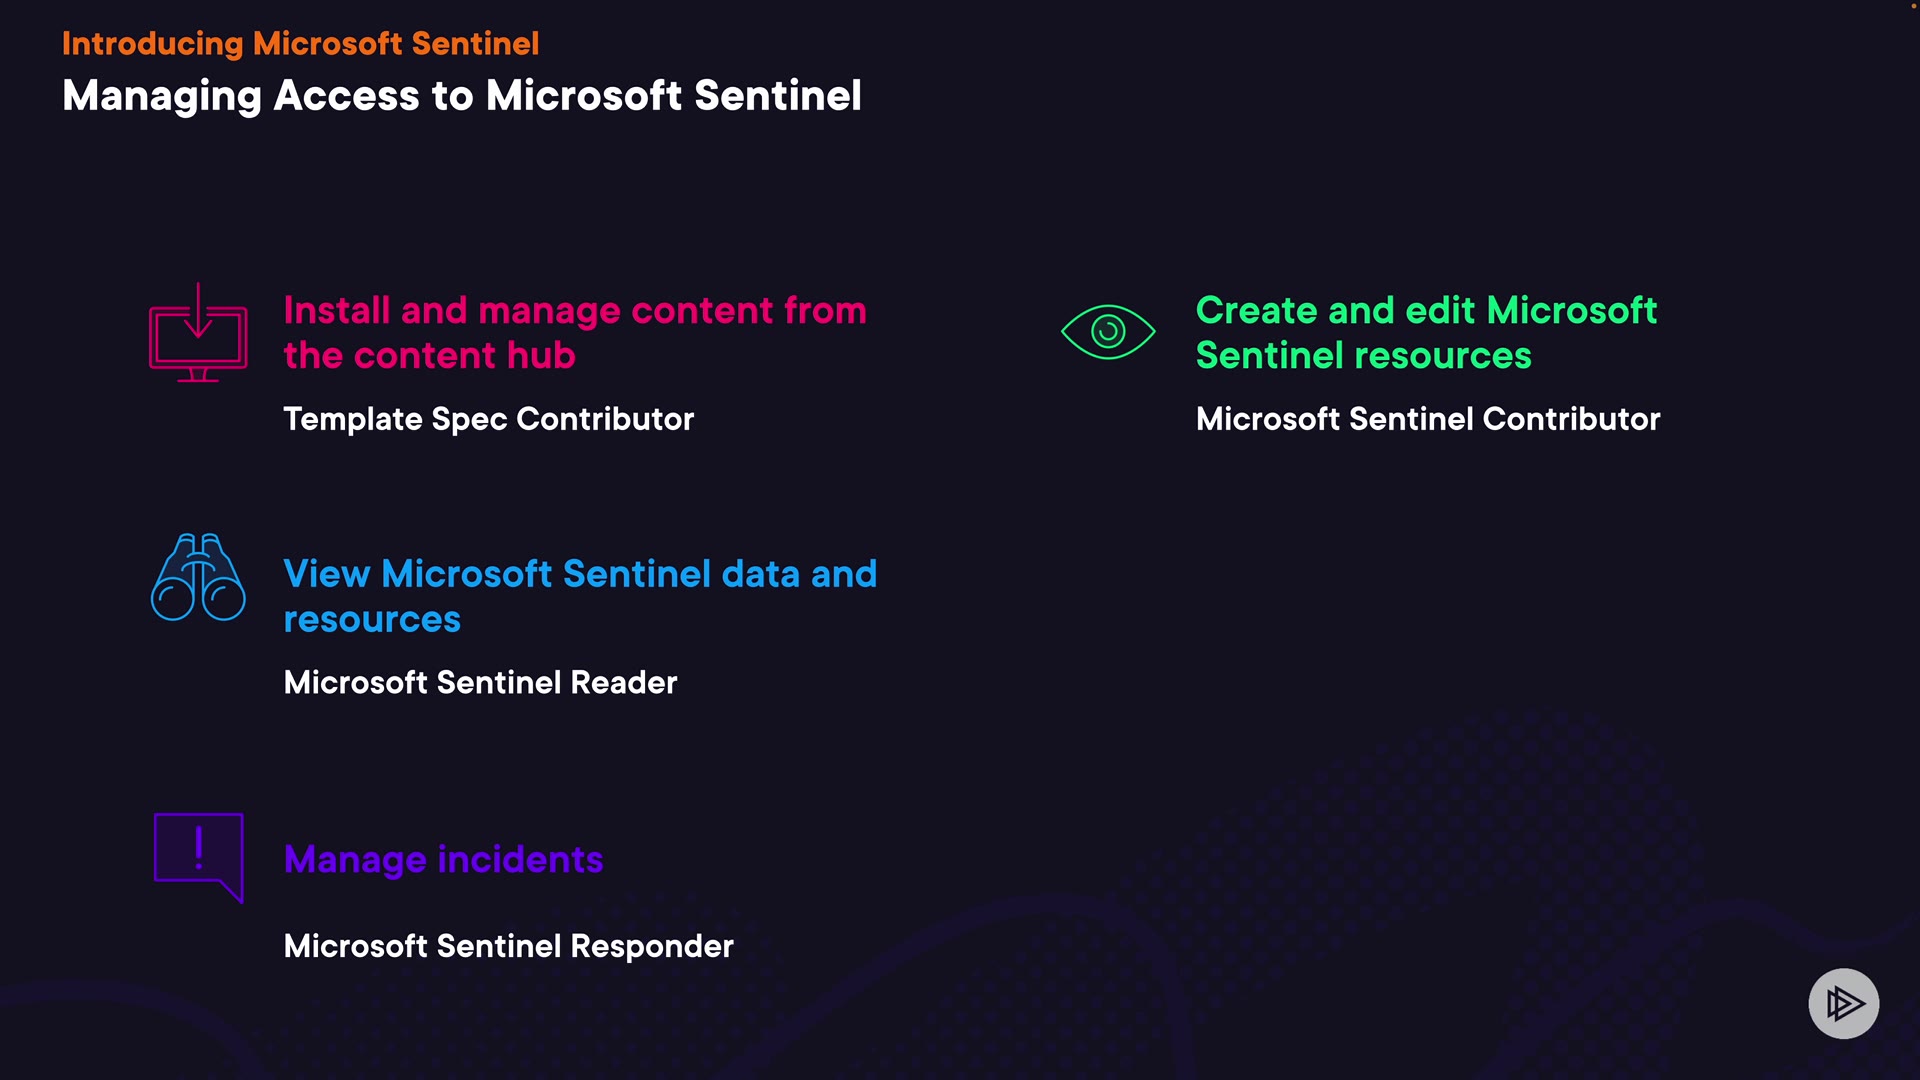 Introducing Microsoft Sentinel
Managing Access to Microsoft Sentinel
Install and manage content from
the content hub
Template Spec Contributor
View Microsoft Sentinel data and
resources
Microsoft Sentinel Reader
Manage incidents
Microsoft Sentinel Responder
Create and edit Microsoft
Sentinel resources
Microsoft Sentinel Contributor